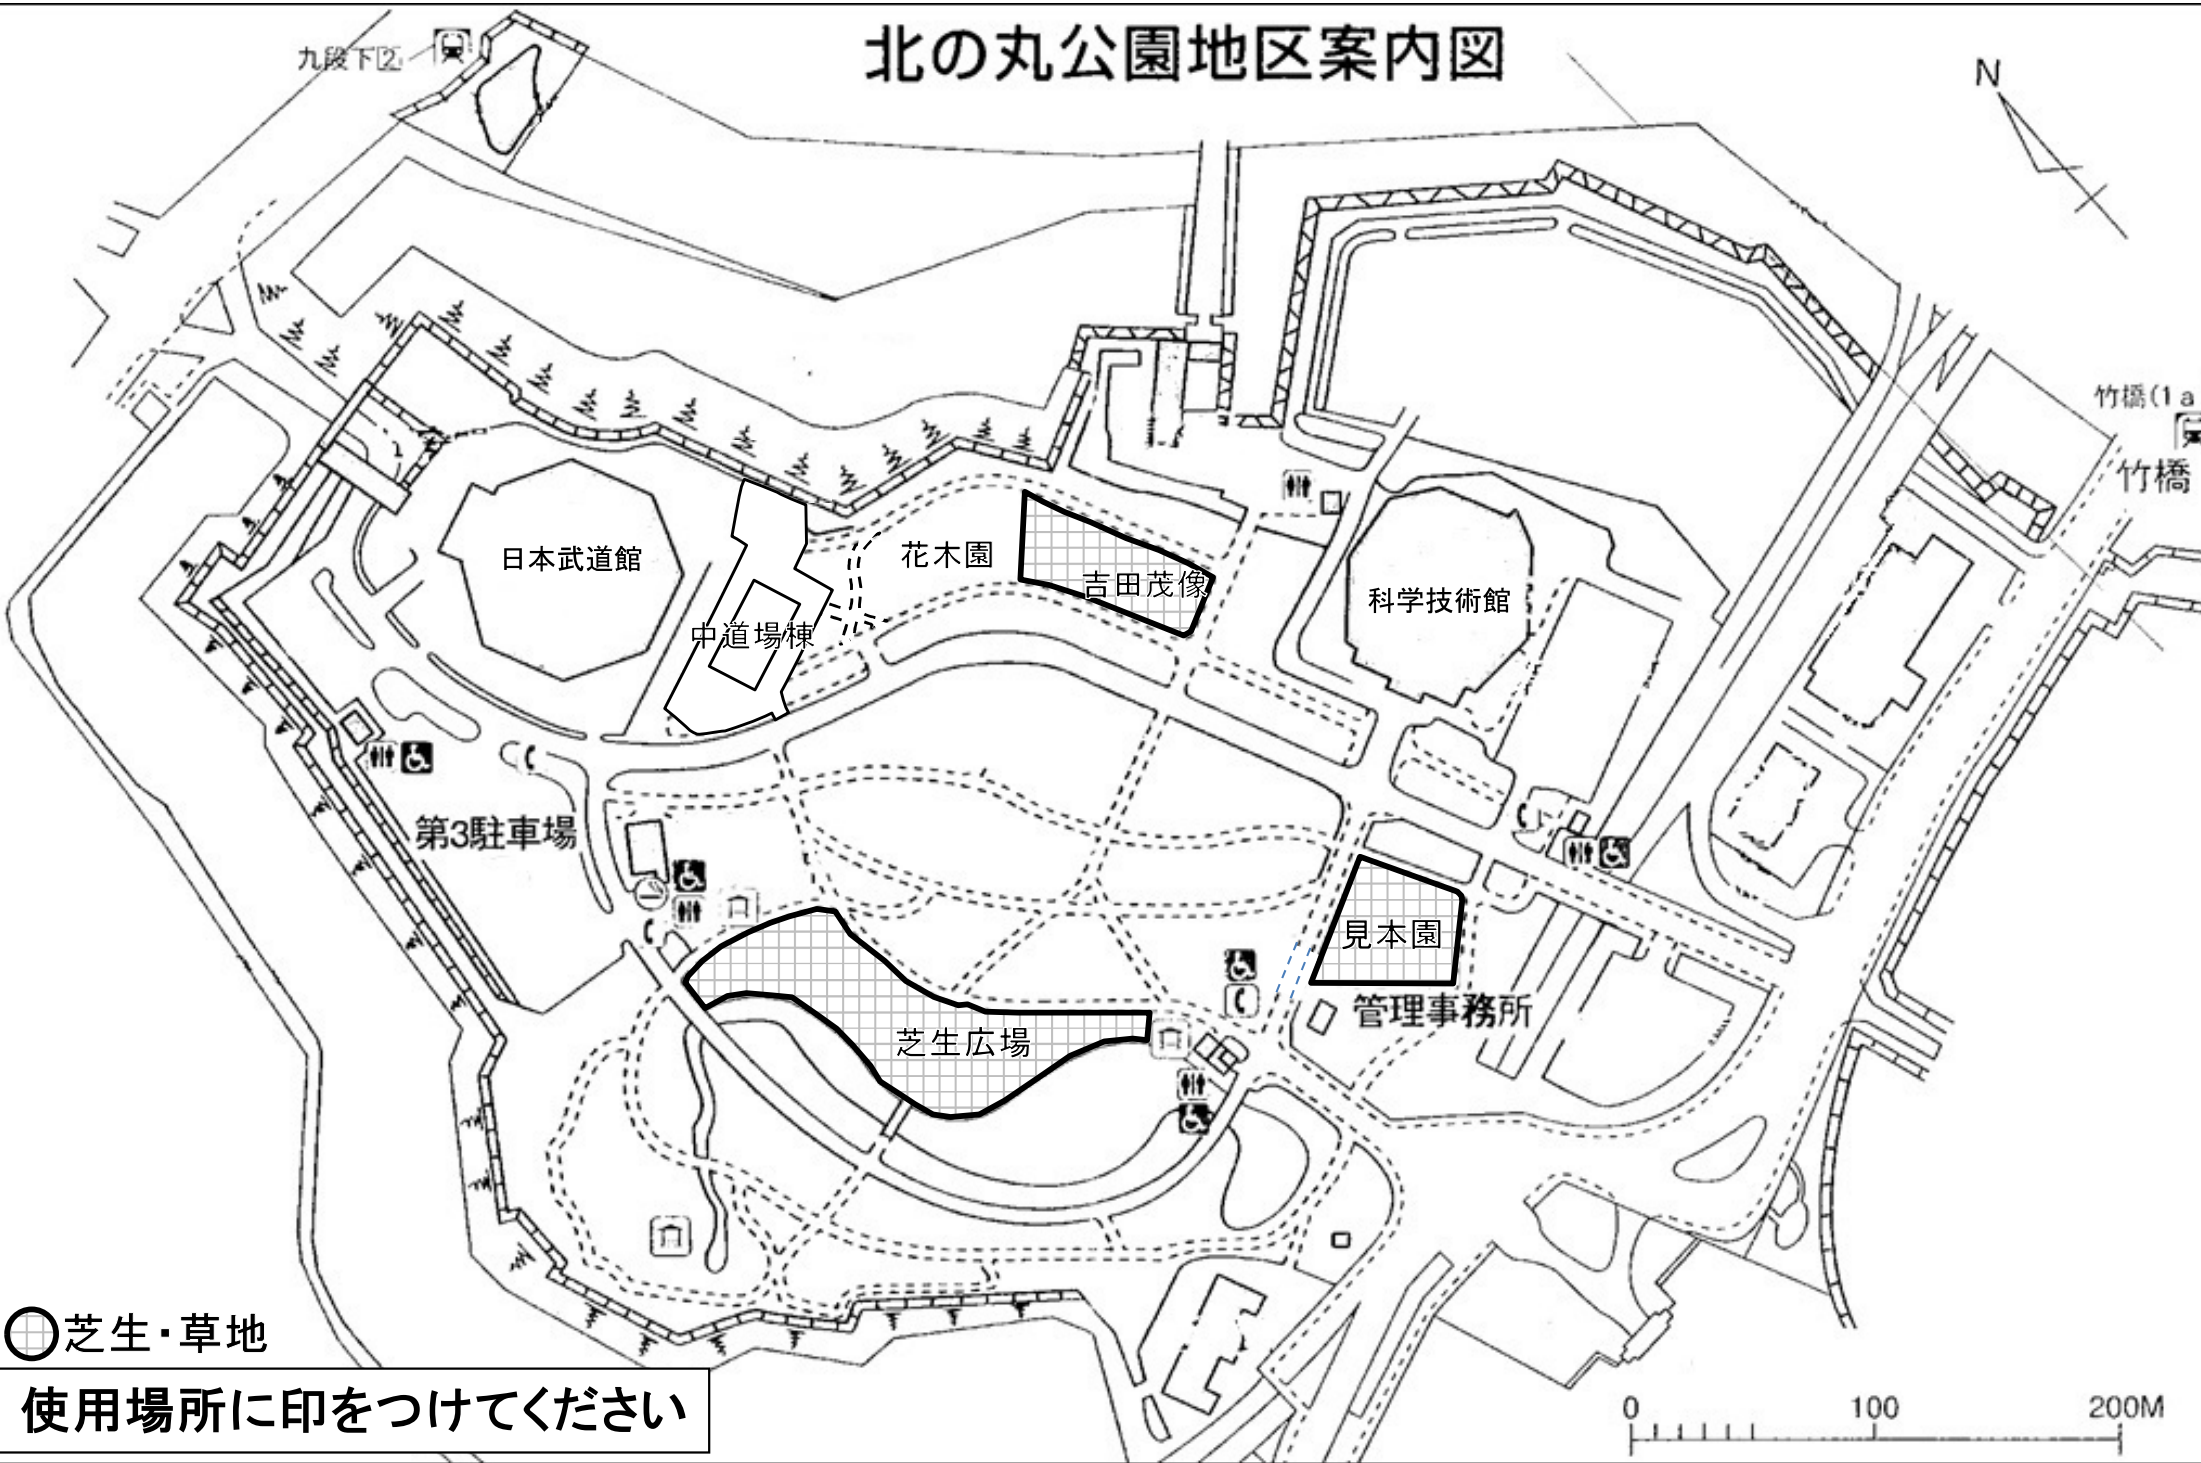 北の丸公園地区案内図
九段下2
N
竹橋(1a
竹橋
日本武道館
花木園
吉田茂像
科学技術館
中道場棟
第3駐車場
見本園
管理事務所
芝生広場
芝生・草地
使用場所に印をつけてください
0 100 200M